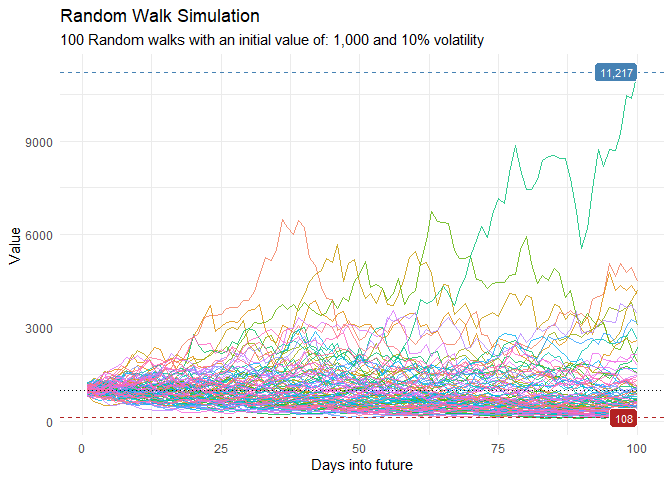 Random Walk Simulation
100 Random walks with an initial value of: 1,000 and 10% volatility
11,217
9000
6000
3000
0
Value
108
0
25
50
75
100
Days into future